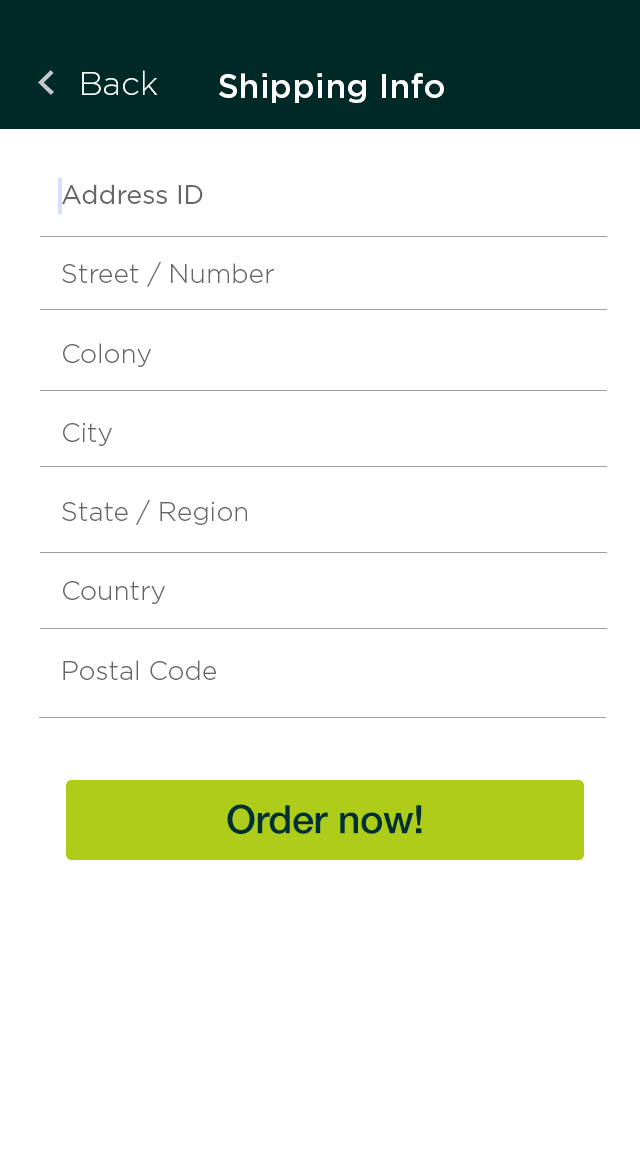 Back Shipping Info
Address ID
Street / Number
Colony
City
State / Region
Country
Postal Code
Order now!